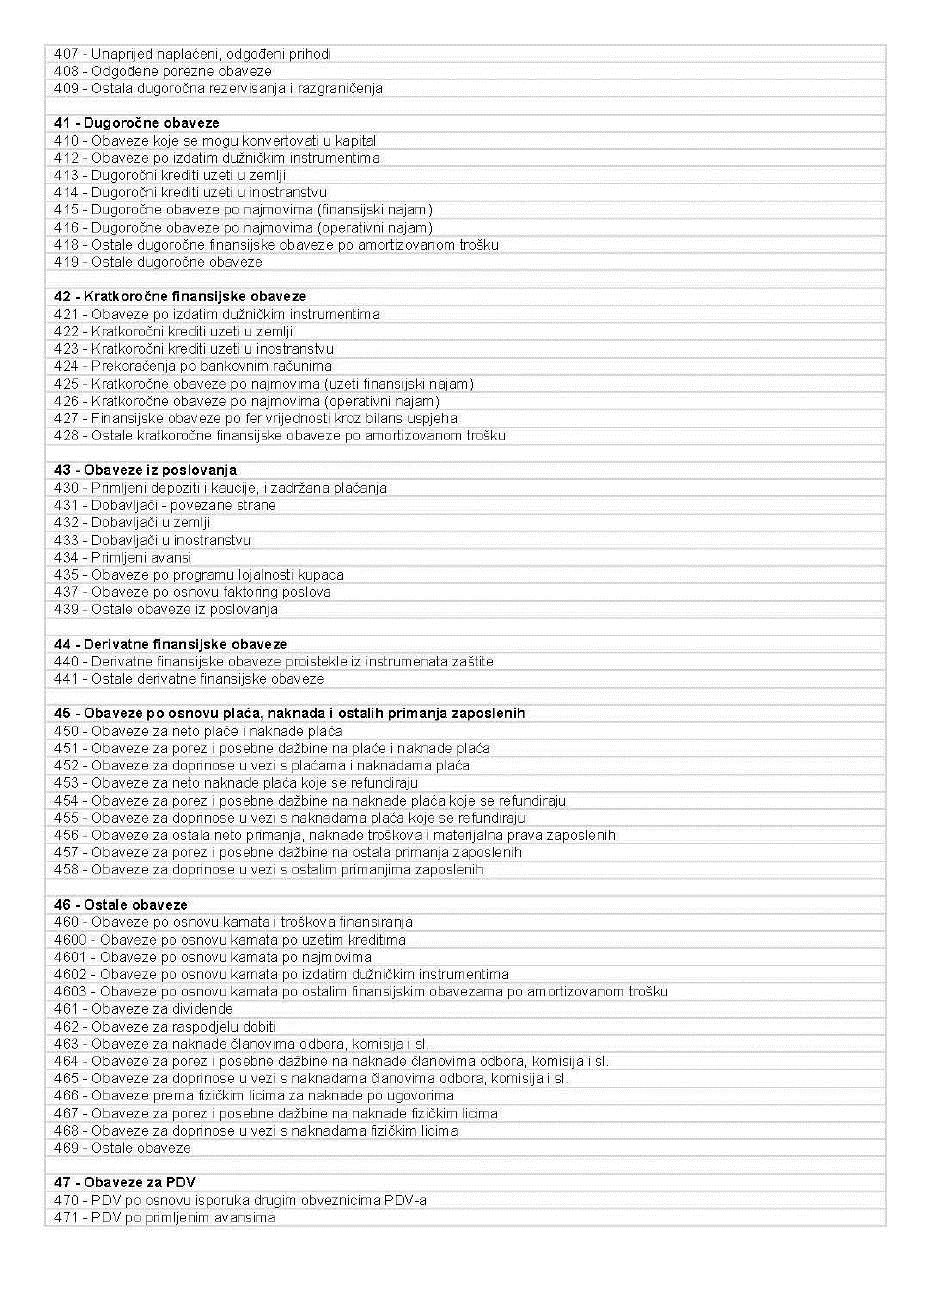 407 - Unaprijed naplaćeni, odgođeni prihodi
408 - Odgođene porezne obaveze
409 - Ostala dugoročna rezervisanja i razgraničenja
41 - Dugoročne obaveze
410 - Obaveze koje se mogu konvertovati u kapital
412 - Obaveze po izdatim dužničkim instrumentima
413 - Dugoročni krediti uzeti u zemlji
414 - Dugoročni krediti uzeti u inostranstvu
415 - Dugoročne obaveze po najmovima (finansijski najam)
416 - Dugoročne obaveze po najmovima (operativni najam)
418 - Ostale dugoročne finansijske obaveze po amortizovanom trošku
419 - Ostale dugoročne obaveze
42 - Kratkoročne finansijske obaveze
421 - Obaveze po izdatim dužničkim instrumentima
422 - Kratkoročni krediti uzeti u zemlji
423 - Kratkoročni krediti uzeti u inostranstvu
424 - Prekoračenja po bankovnim računima
425 - Kratkoročne obaveze po najmovima (uzeti finansijski najam)
426 - Kratkoročne obaveze po najmovima (operativni najam)
427 - Finansijske obaveze po fer vrijednosti kroz bilans uspjeha
428 - Ostale kratkoročne finansijske obaveze po amortizovanom trošku
43 - Obaveze iz poslovanja
430 - Primljeni depoziti i kaucije, i zadržana plaćanja
431 - Dobavljači - povezane strane
432 - Dobavljači u zemlji
433 - Dobavljači u inostranstvu
434 - Primljeni avansi
435 - Obaveze po programu lojalnosti kupaca
437 - Obaveze po osnovu faktoring poslova
439 - Ostale obaveze iz poslovanja
44 - Derivatne finansijske obaveze
440 - Derivatne finansijske obaveze proistekle iz instrumenata zaštite
441 - Ostale derivatne finansijske obaveze
45 - Obaveze po osnovu plaća, naknada i ostalih primanja zaposlenih
450 - Obaveze za neto plaće i naknade plaća
451 - Obaveze za porez i posebne dažbine na plaće i naknade plaća
452 - Obaveze za doprinose u vezi s plaćama i naknadama plaća
453 - Obaveze za neto naknade plaća koje se refundiraju
454 - Obaveze za porez i posebne dažbine na naknade plaća koje se refundiraju
455 - Obaveze za doprinose u vezi s naknadama plaća koje se refundiraju
456 - Obaveze za ostala neto primanja, naknade troškova i materijalna prava zaposlenih
457 - Obaveze za porez i posebne dažbine na ostala primanja zaposlenih
458 - Obaveze za doprinose u vezi s ostalim primanjima zaposlenih
46 - Ostale obaveze
460 - Obaveze po osnovu kamata i troškova finansiranja
4600 - Obaveze po osnovu kamata po uzetim kreditima
4601 - Obaveze po osnovu kamata po najmovima
4602 - Obaveze po osnovu kamata po izdatim dužničkim instrumentima
4603 - Obaveze po osnovu kamata po ostalim finansijskim obavezama po amortizovanom trošku
461 - Obaveze za dividende
462 - Obaveze za raspodjelu dobiti
463 - Obaveze za naknade članovima odbora, komisija i sl.
464 - Obaveze za porez i posebne dažbine na naknade članovima odbora, komisija i sl.
465 - Obaveze za doprinose u vezi s naknadama članovima odbora, komisija i sl.
466 - Obaveze prema fizičkim licima za naknade po ugovorima
467 - Obaveze za porez i posebne dažbine na naknade fizičkim licima
468 - Obaveze za doprinose u vezi s naknadama fizičkim licima
469 - Ostale obaveze
47 - Obaveze za PDV
470 - PDV po osnovu isporuka drugim obveznicima PDV-a
471 - PDV po primljenim avansima